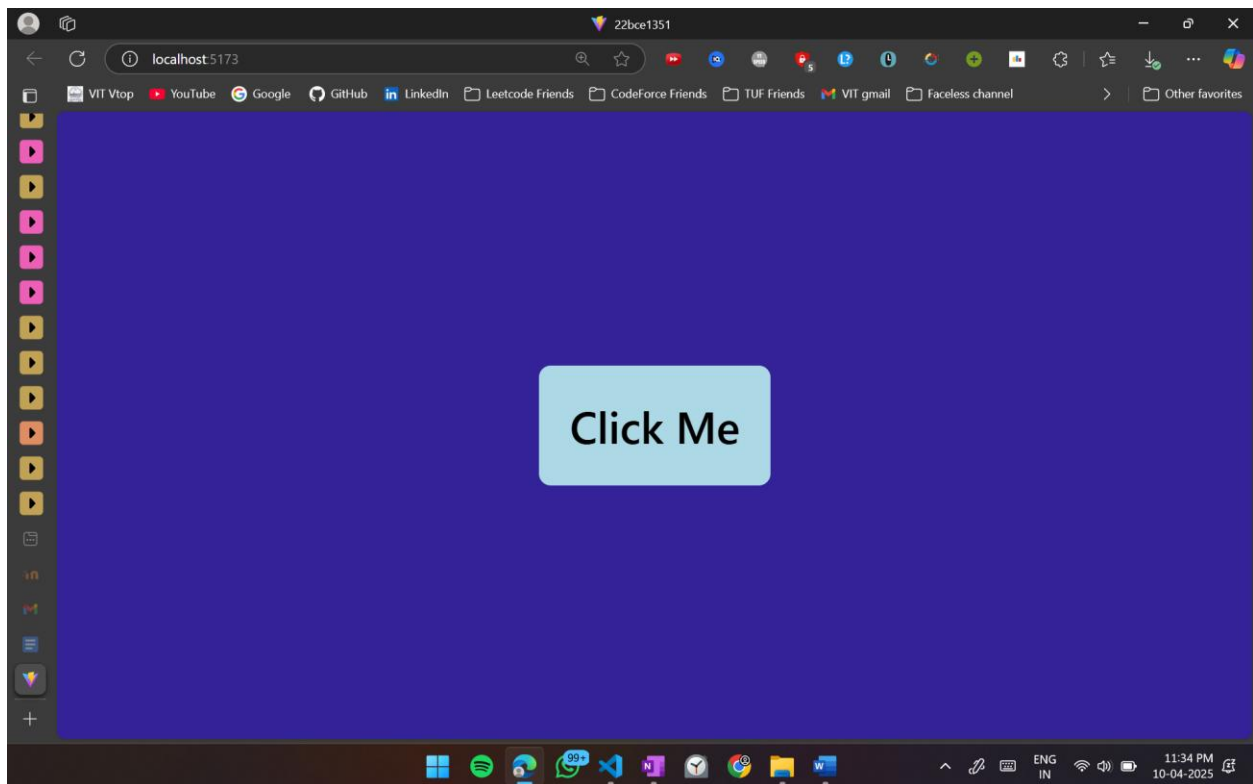 22bce1351
localhost:5173
5
VIT Vtop YouTube Google GitHub LinkedIn Leetcode Friends CodeForce Friends TUF Friends VIT gmail Faceless channel Other favorites
Click Me
99+
ENG
IN
11:34 PM
10-04-2025